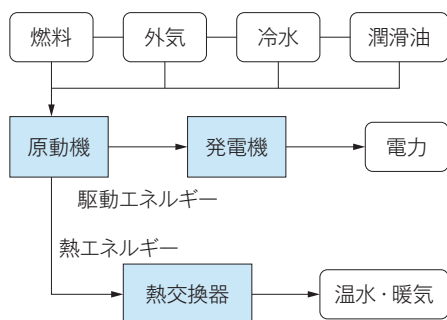 燃料
外気
冷水
潤滑油
原動機
発電機
電力
駆動エネルギー
熱エネルギー
熱交換器
温水・暖気